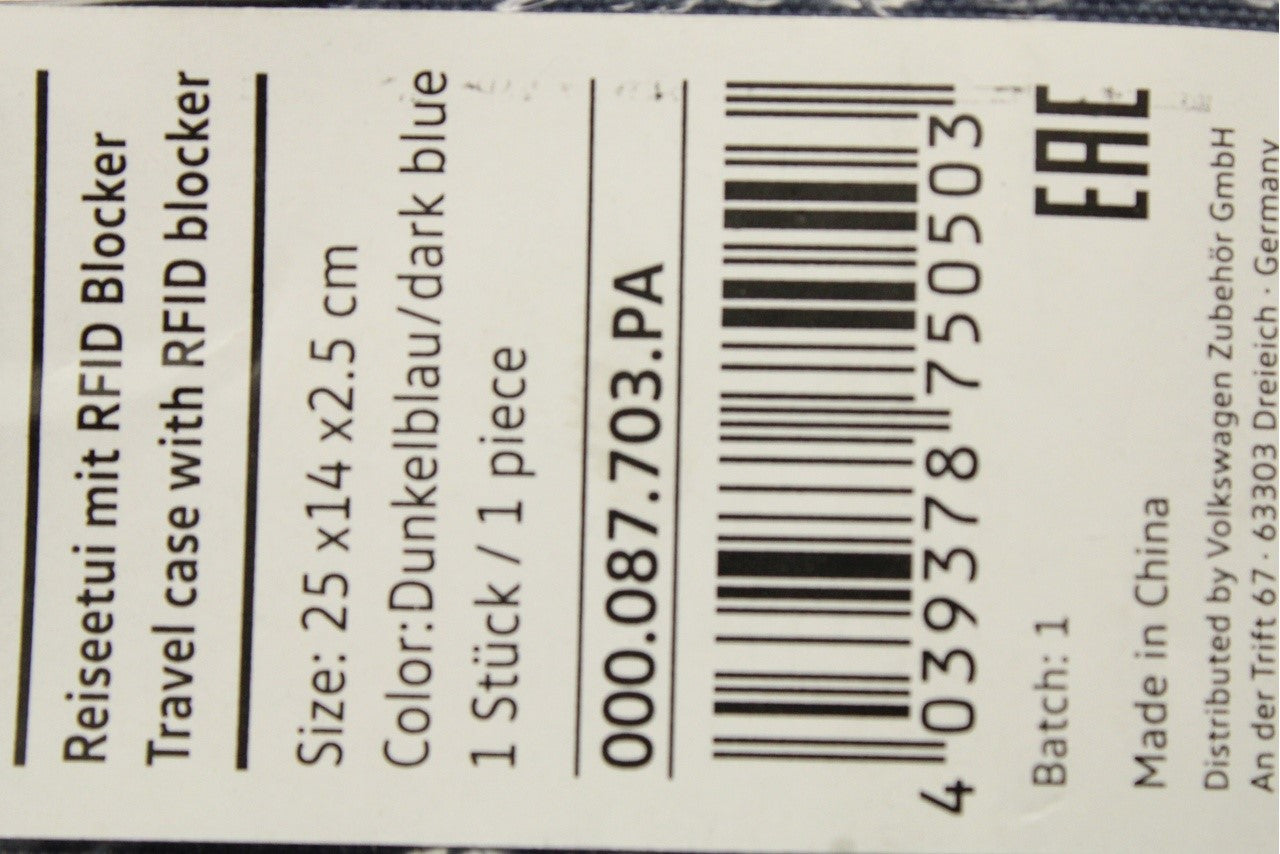 Reiseetui mit RFID Blocker
Travel case with RFID blocker
Size: 25 x14 x2.5 cm
Color:Dunkelblau/dark blue
1 Stück / 1 piece
000.087.703.PA
4 039378 750503
Batch: 1
EAC
Made in China
Distributed by Volkswagen Zubehör GmbH
An der Trift 67 · 63303 Dreieich · Germany